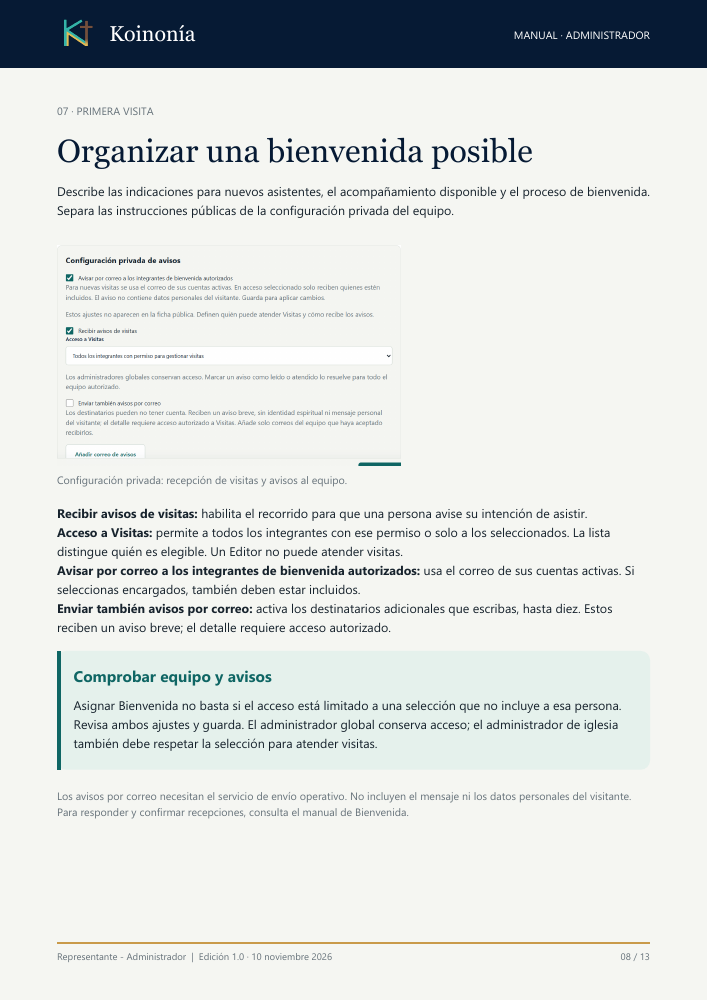 Koinonía
MANUAL · ADMINISTRADOR
07 · PRIMERA VISITA
Organizar una bienvenida posible
Describe las indicaciones para nuevos asistentes, el acompañamiento disponible y el proceso de bienvenida.
Separa las instrucciones públicas de la configuración privada del equipo.
Configuración privada de avisos
Avisar por correo a los integrantes de bienvenida autorizados
Para nuevas visitas se usa el correo de sus cuentas activas. En acceso seleccionado solo reciben quienes estén
incluidos. El aviso no contiene datos personales del visitante. Guarda para aplicar cambios.
Estos ajustes no aparecen en la ficha pública. Definen quién puede atender Visitas y cómo recibe los avisos.
Recibir avisos de visitas
Acceso a Visitas
Todos los integrantes con permiso para gestionar visitas
Los administradores globales conservan acceso. Marcar un aviso como leído o atendido lo resuelve para todo el
equipo autorizado.
Enviar también avisos por correo
Los destinatarios pueden no tener cuenta. Reciben un aviso breve, sin identidad espiritual ni mensaje personal
del visitante; el detalle requiere acceso autorizado a Visitas. Añade solo correos del equipo que haya aceptado
recibirlos.
Añadir correo de avisos
Configuración privada: recepción de visitas y avisos al equipo.
Recibir avisos de visitas: habilita el recorrido para que una persona avise su intención de asistir.
Acceso a Visitas: permite a todos los integrantes con ese permiso o solo a los seleccionados. La lista
distingue quién es elegible. Un Editor no puede atender visitas.
Avisar por correo a los integrantes de bienvenida autorizados: usa el correo de sus cuentas activas. Si
seleccionas encargados, también deben estar incluidos.
Enviar también avisos por correo: activa los destinatarios adicionales que escribas, hasta diez. Estos
reciben un aviso breve; el detalle requiere acceso autorizado.
Comprobar equipo y avisos
Asignar Bienvenida no basta si el acceso está limitado a una selección que no incluye a esa persona.
Revisa ambos ajustes y guarda. El administrador global conserva acceso; el administrador de iglesia
también debe respetar la selección para atender visitas.
Los avisos por correo necesitan el servicio de envío operativo. No incluyen el mensaje ni los datos personales del visitante.
Para responder y confirmar recepciones, consulta el manual de Bienvenida.
Representante - Administrador | Edición 1.0 · 10 noviembre 2026
08 / 13